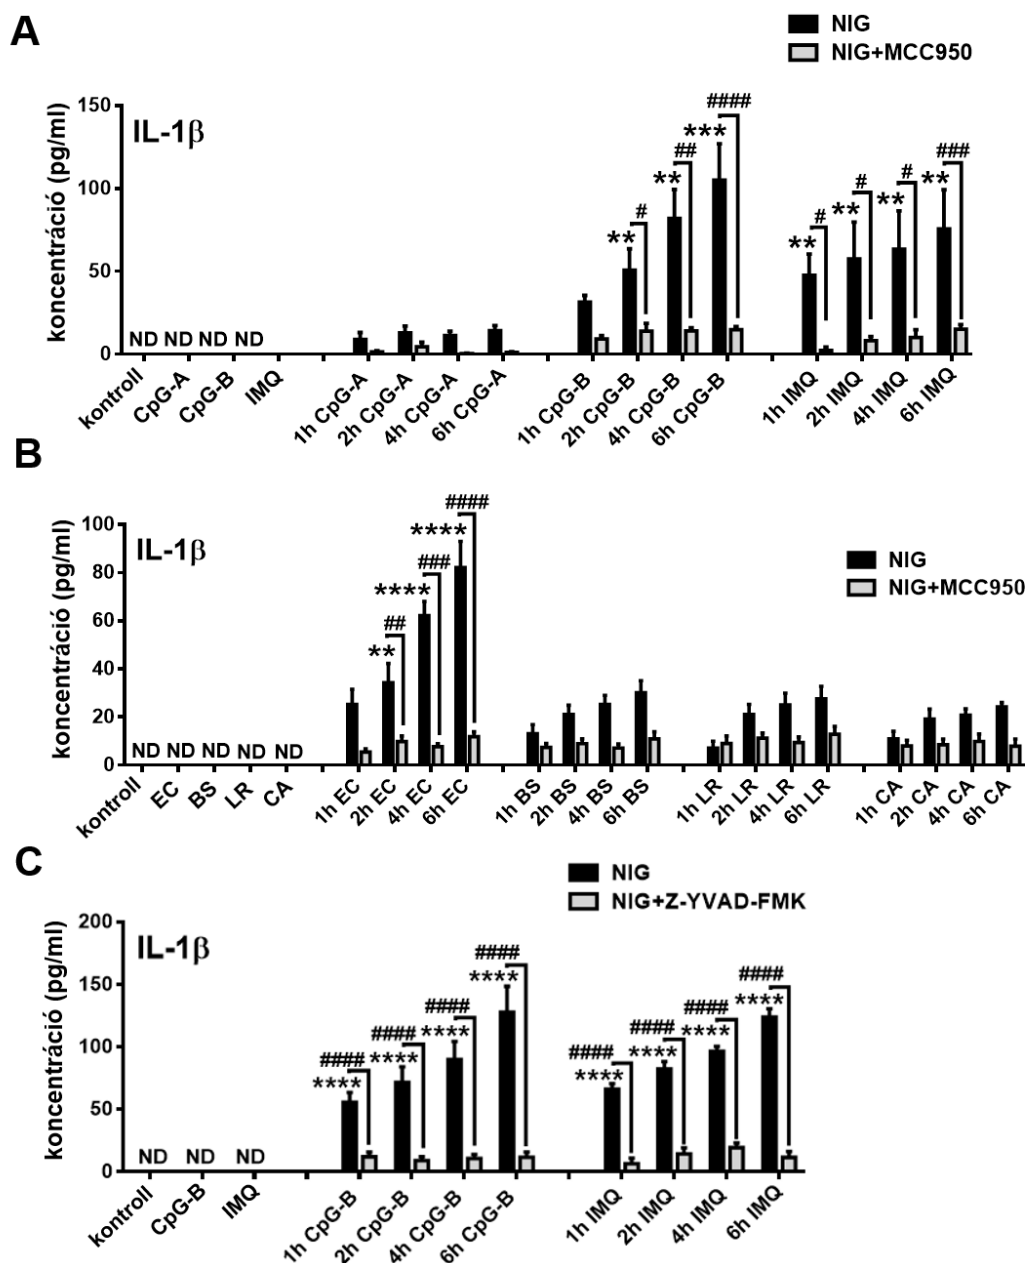 A
NIG
NIG+MCC950
IL-1β
koncentráció (pg/ml)
150
100
50
0
ND ND ND ND
** ** *** ** ** ** **
# ## #### # # # ###
kontroll CpG-A CpG-B IMQ 1h CpG-A 2h CpG-A 4h CpG-A 6h CpG-A 1h CpG-B 2h CpG-B 4h CpG-B 6h CpG-B 1h IMQ 2h IMQ 4h IMQ 6h IMQ
B
NIG
NIG+MCC950
IL-1β
koncentráció (pg/ml)
100
80
60
40
20
0
ND ND ND ND ND
** **** ****
## ### ####
kontroll EC BS LR CA 1h EC 2h EC 4h EC 6h EC 1h BS 2h BS 4h BS 6h BS 1h LR 2h LR 4h LR 6h LR 1h CA 2h CA 4h CA 6h CA
C
NIG
NIG+Z-YVAD-FMK
IL-1β
koncentráció (pg/ml)
200
150
100
50
0
ND ND ND
#### #### #### #### #### #### #### ####
**** **** **** **** **** **** **** ****
kontroll CpG-B IMQ 1h CpG-B 2h CpG-B 4h CpG-B 6h CpG-B 1h IMQ 2h IMQ 4h IMQ 6h IMQ